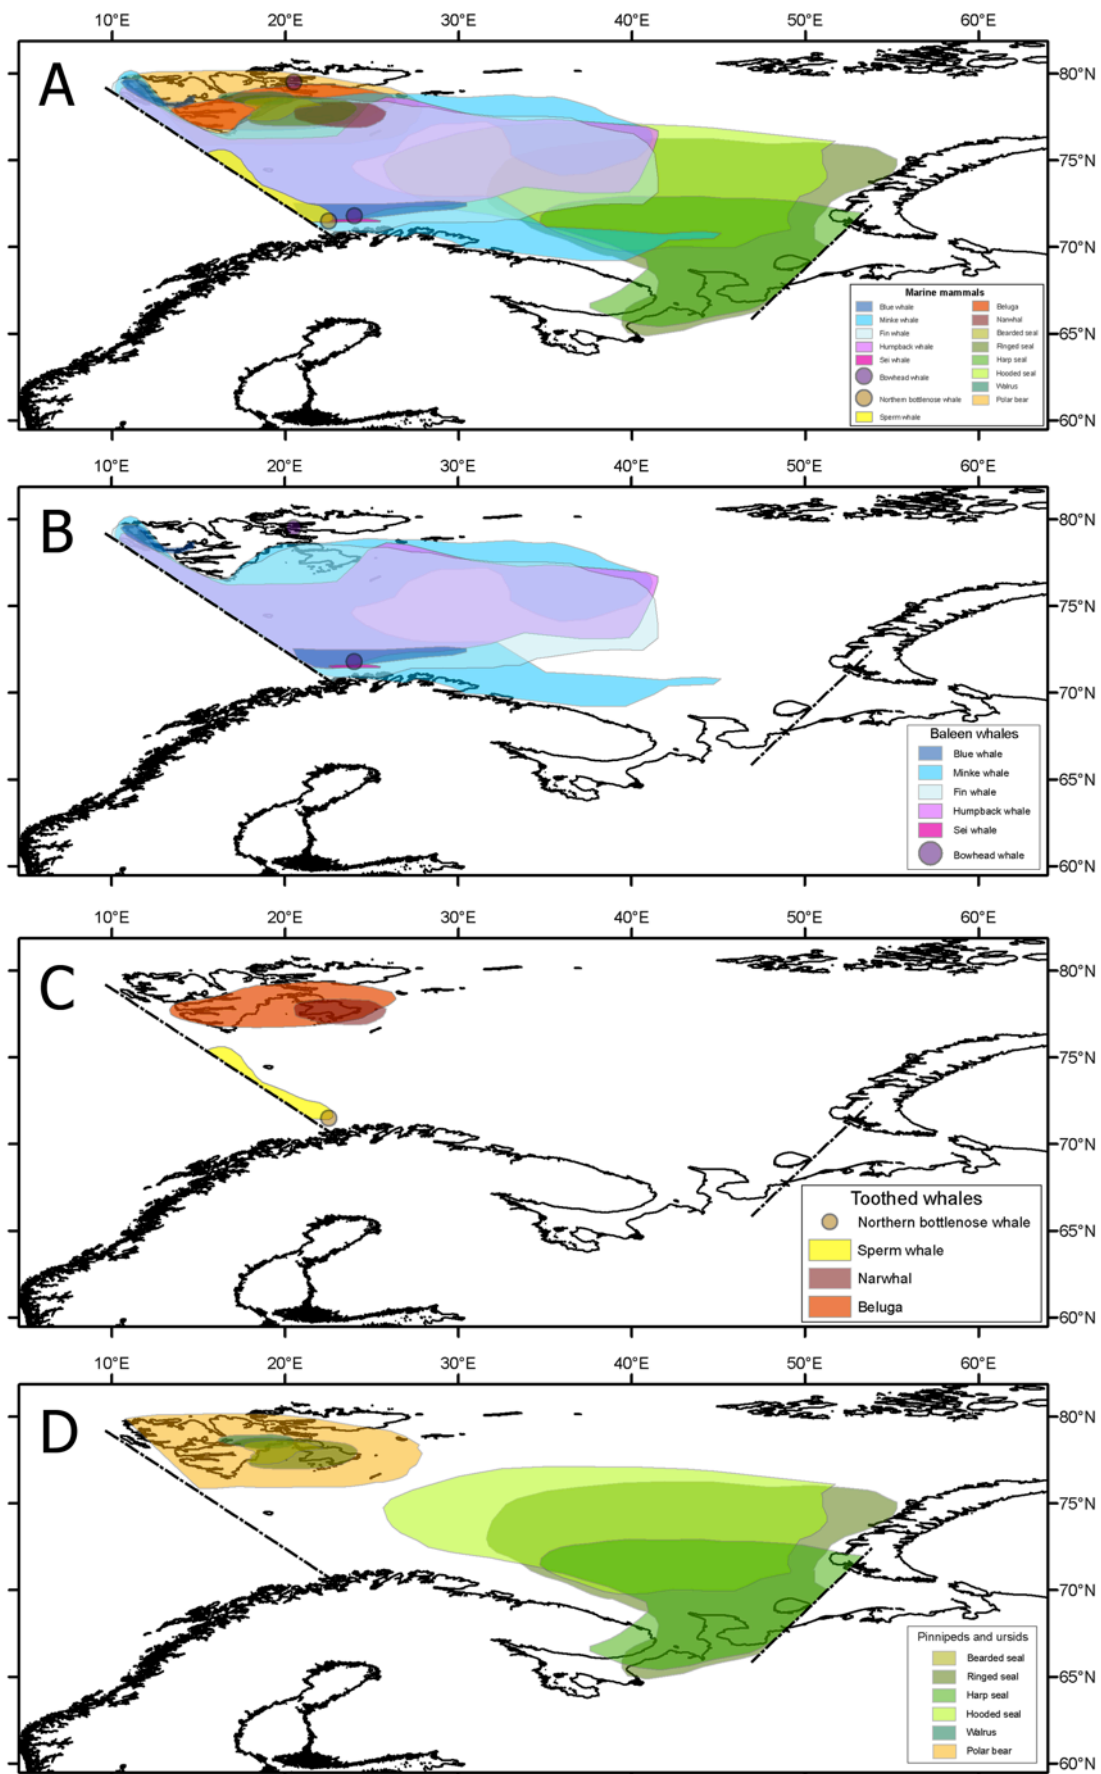 10°E 20°E 30°E 40°E 50°E 60°E
A
80°N
75°N
70°N
65°N
60°N
Marine mammals
Blue whale
Minke whale
Fin whale
Humpback whale
Sei whale
Bowhead whale
Northern bottlenose whale
Sperm whale
Beluga
Narwhal
Bearded seal
Ringed seal
Harp seal
Hooded seal
Walrus
Polar bear
10°E 20°E 30°E 40°E 50°E 60°E
B
80°N
75°N
70°N
65°N
60°N
Baleen whales
Blue whale
Minke whale
Fin whale
Humpback whale
Sei whale
Bowhead whale
10°E 20°E 30°E 40°E 50°E 60°E
C
80°N
75°N
70°N
65°N
60°N
Toothed whales
Northern bottlenose whale
Sperm whale
Narwhal
Beluga
10°E 20°E 30°E 40°E 50°E 60°E
D
80°N
75°N
70°N
65°N
60°N
Pinnipeds and ursids
Bearded seal
Ringed seal
Harp seal
Hooded seal
Walrus
Polar bear